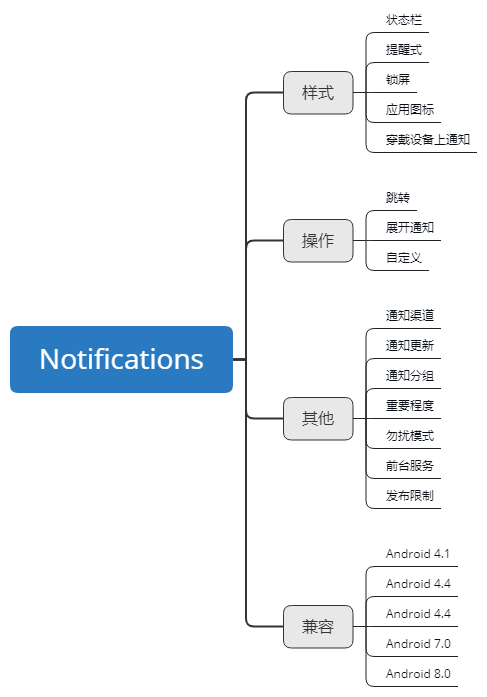 Notifications
样式
状态栏
提醒式
锁屏
应用图标
穿戴设备上通知
操作
跳转
展开通知
自定义
其他
通知渠道
通知更新
通知分组
重要程度
勿扰模式
前台服务
发布限制
兼容
Android 4.1
Android 4.4
Android 4.4
Android 7.0
Android 8.0